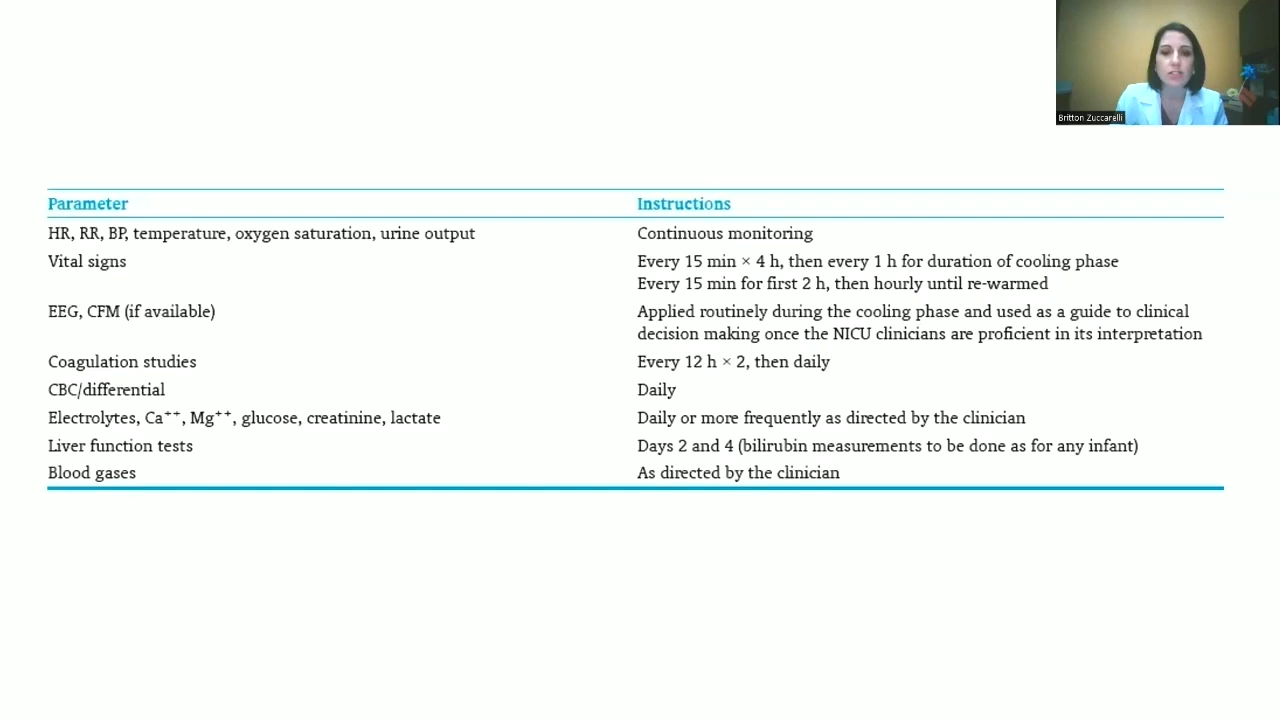 Britton Zuccarelli
Parameter Instructions
HR, RR, BP, temperature, oxygen saturation, urine output Continuous monitoring
Vital signs Every 15 min × 4 h, then every 1 h for duration of cooling phase
Every 15 min for first 2 h, then hourly until re-warmed
EEG, CFM (if available) Applied routinely during the cooling phase and used as a guide to clinical
decision making once the NICU clinicians are proficient in its interpretation
Coagulation studies Every 12 h × 2, then daily
CBC/differential Daily
Electrolytes, Ca⁺⁺, Mg⁺⁺, glucose, creatinine, lactate Daily or more frequently as directed by the clinician
Liver function tests Days 2 and 4 (bilirubin measurements to be done as for any infant)
Blood gases As directed by the clinician